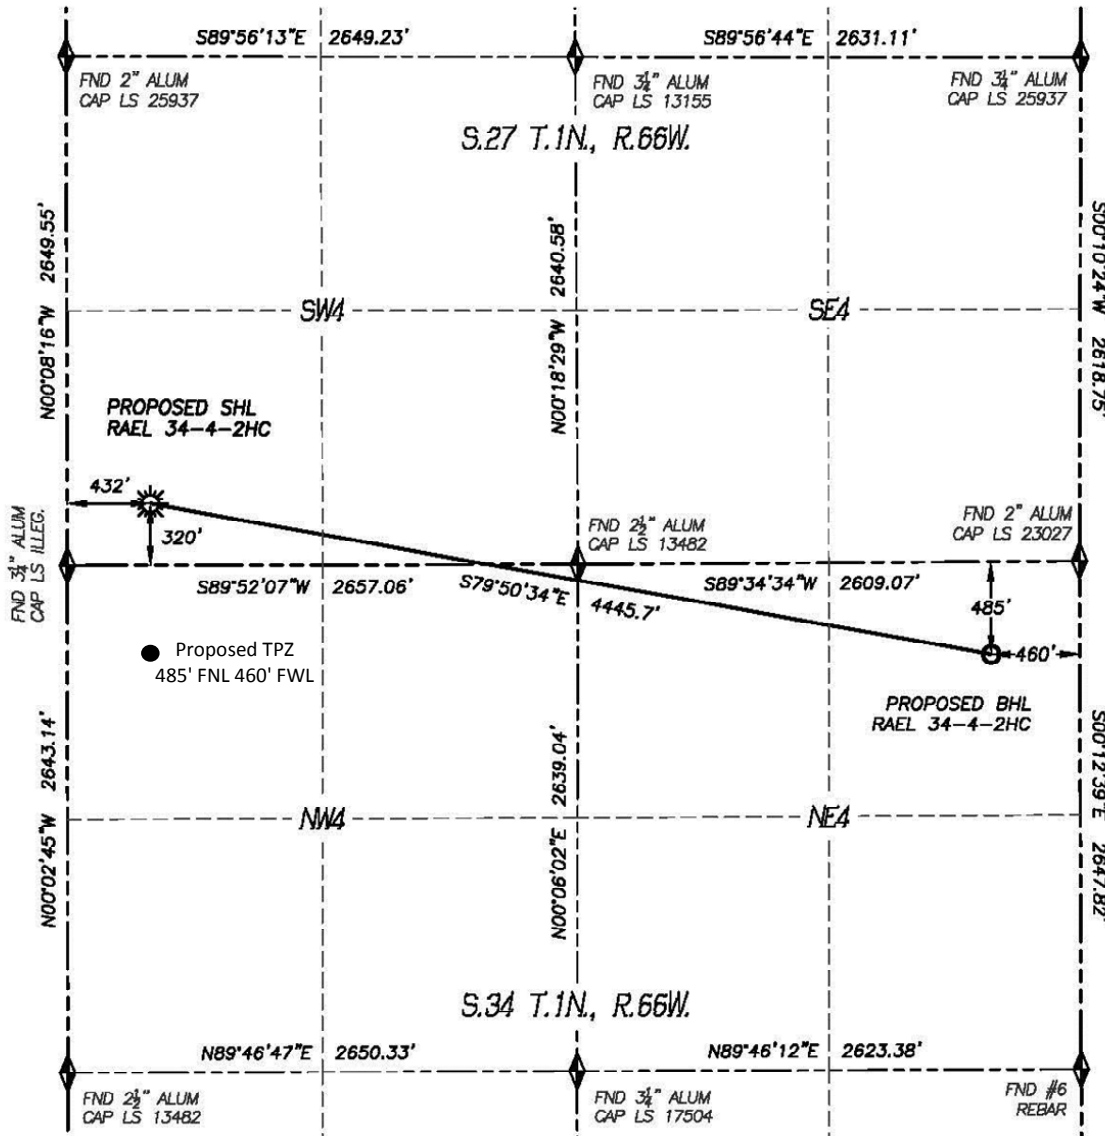 S89°56'13"E 2649.23'
S89°56'44"E 2631.11'
FND 2" ALUM
CAP LS 25937
FND 3¼" ALUM
CAP LS 13155
FND 3¼" ALUM
CAP LS 25937
S.27 T.1N., R.66W.
N00°08'16"W 2649.55'
N00°18'29"W 2640.58'
S00°10'24"W 2618.75'
SW4
SE4
PROPOSED SHL
RAEL 34-4-2HC
432'
320'
FND 3¼" ALUM
CAP LS ILLEG.
FND 2½" ALUM
CAP LS 13482
FND 2" ALUM
CAP LS 23027
S89°52'07"W 2657.06'
S79°50'34"E 4445.7'
S89°34'34"W 2609.07'
485'
460'
Proposed TPZ
485' FNL 460' FWL
PROPOSED BHL
RAEL 34-4-2HC
N00°02'45"W 2643.14'
N00°06'02"E 2639.04'
S00°12'39"E 2647.82'
NW4
NE4
S.34 T.1N., R.66W.
N89°46'47"E 2650.33'
N89°46'12"E 2623.38'
FND 2½" ALUM
CAP LS 13482
FND 3¼" ALUM
CAP LS 17504
FND #6
REBAR